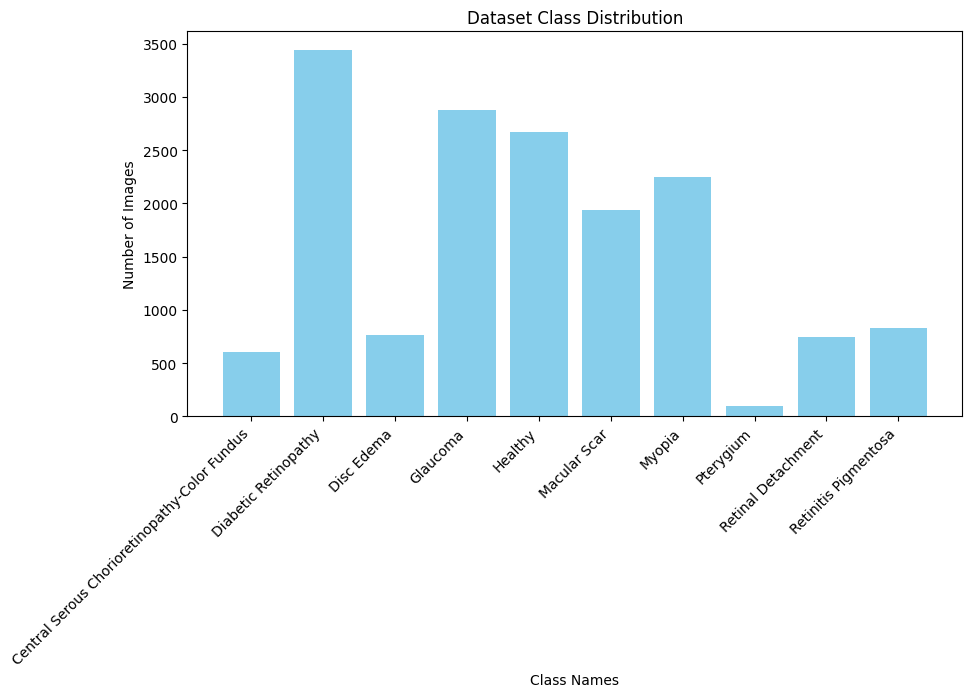 Dataset Class Distribution
Number of Images
3500
3000
2500
2000
1500
1000
500
0
Central Serous Chorioretinopathy-Color Fundus
Diabetic Retinopathy
Disc Edema
Glaucoma
Healthy
Macular Scar
Myopia
Pterygium
Retinal Detachment
Retinitis Pigmentosa
Class Names